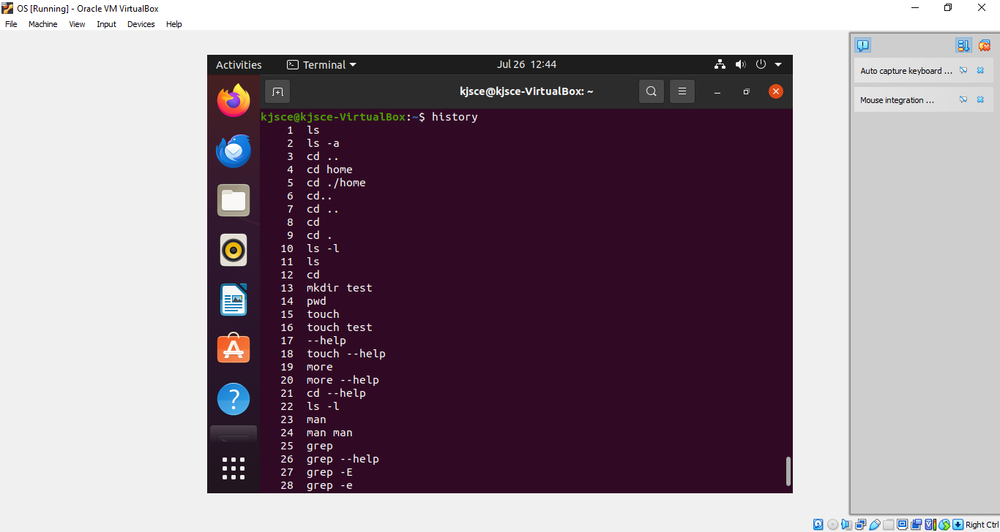 OS [Running] - Oracle VM VirtualBox
File Machine View Input Devices Help
Activities Terminal Jul 26 12:44
kjsce@kjsce-VirtualBox: ~
kjsce@kjsce-VirtualBox:~$ history
1 ls
2 ls -a
3 cd ..
4 cd home
5 cd ./home
6 cd..
7 cd ..
8 cd
9 cd .
10 ls -l
11 ls
12 cd
13 mkdir test
14 pwd
15 touch
16 touch test
17 --help
18 touch --help
19 more
20 more --help
21 cd --help
22 ls -l
23 man
24 man man
25 grep
26 grep --help
27 grep -E
28 grep -e
Auto capture keyboard ...
Mouse integration ...
Right Ctrl